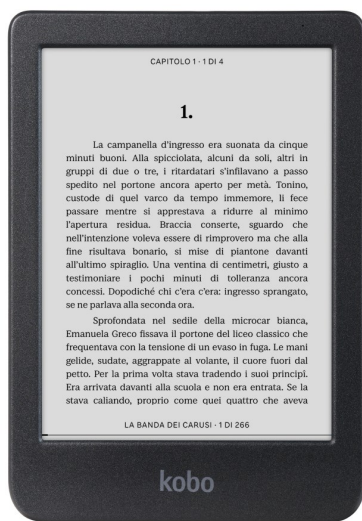 CAPITOLO 1 · 1 DI 4
1.
La campanella d'ingresso era suonata da cinque
minuti buoni. Alla spicciolata, alcuni da soli, altri in
gruppi di due o tre, i ritardatari s'infilavano a passo
spedito nel portone ancora aperto per metà. Tonino,
custode di quel varco da tempo immemore, li fece
passare mentre si apprestava a ridurre al minimo
l'apertura residua. Braccia conserte, sguardo che
nell'intenzione voleva essere di rimprovero ma che alla
fine risultava bonario, si mise di piantone davanti
all'ultimo spiraglio. Una ventina di centimetri, giusto a
testimoniare i pochi minuti di tolleranza ancora
concessi. Dopodiché chi c'era c'era: ingresso sprangato,
se ne parlava alla seconda ora.
Sprofondata nel sedile della microcar bianca,
Emanuela Greco fissava il portone del liceo classico che
frequentava con la tensione di un evaso in fuga. Le mani
gelide, sudate, aggrappate al volante, il cuore fuori dal
petto. Per la prima volta stava tradendo i suoi principi.
Era arrivata davanti alla scuola e non era entrata. Se la
stava caliando, proprio come quei quattro che aveva
LA BANDA DEI CARUSI · 1 DI 266
kobo